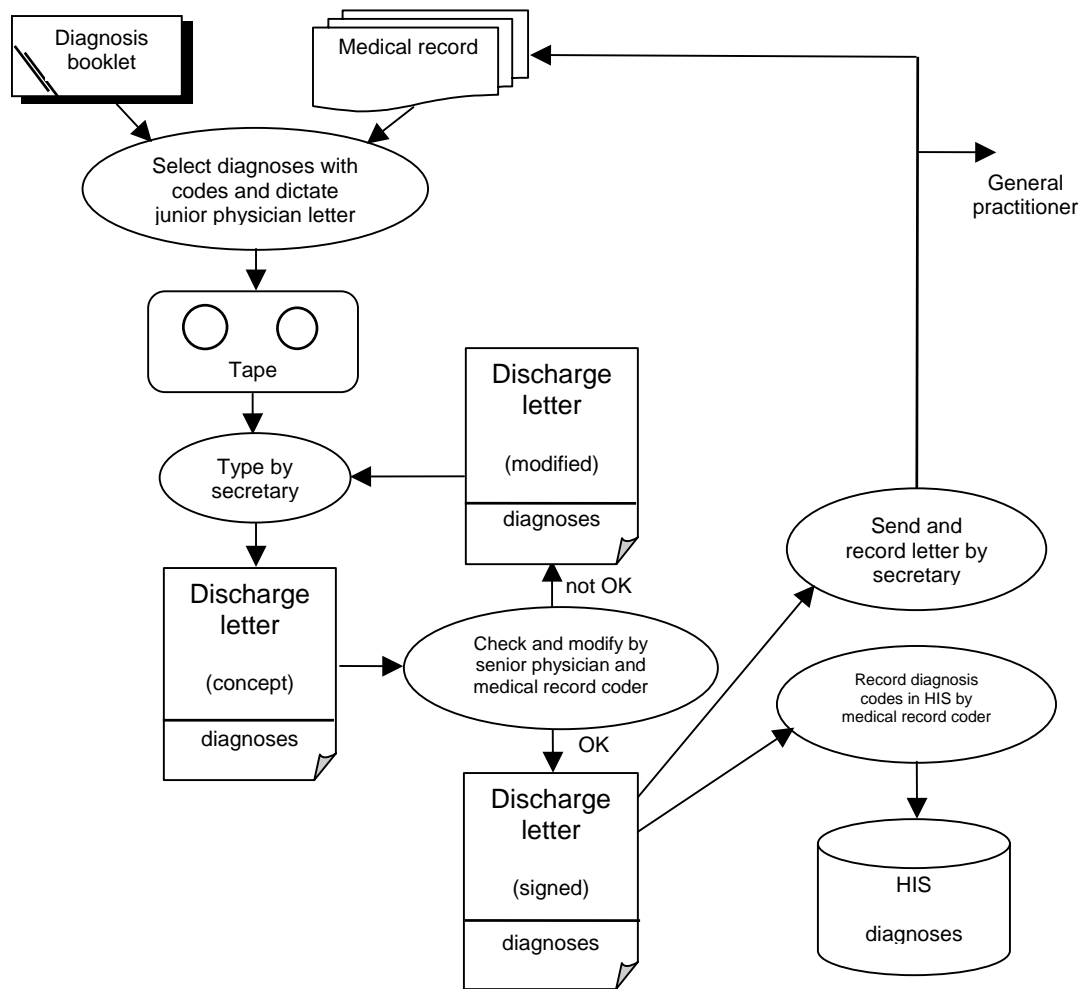 Diagnosis
booklet
Medical record
Select diagnoses with
codes and dictate
junior physician letter
General
practitioner
Tape
Discharge
letter
(modified)
diagnoses
Type by
secretary
Send and
record letter by
secretary
not OK
Discharge
letter
(concept)
diagnoses
Check and modify by
senior physician and
medical record coder
Record diagnosis
codes in HIS by
medical record coder
OK
Discharge
letter
(signed)
diagnoses
HIS
diagnoses